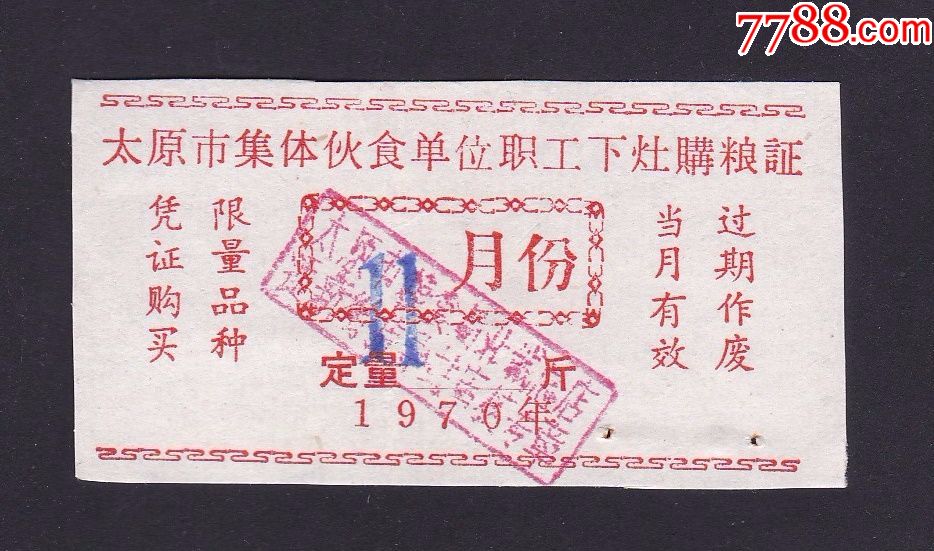 7788.com
太原市集体伙食单位职工下灶購粮証
限量品种
凭证购买
11月份
过期作废
当月有效
定量 斤
1970年